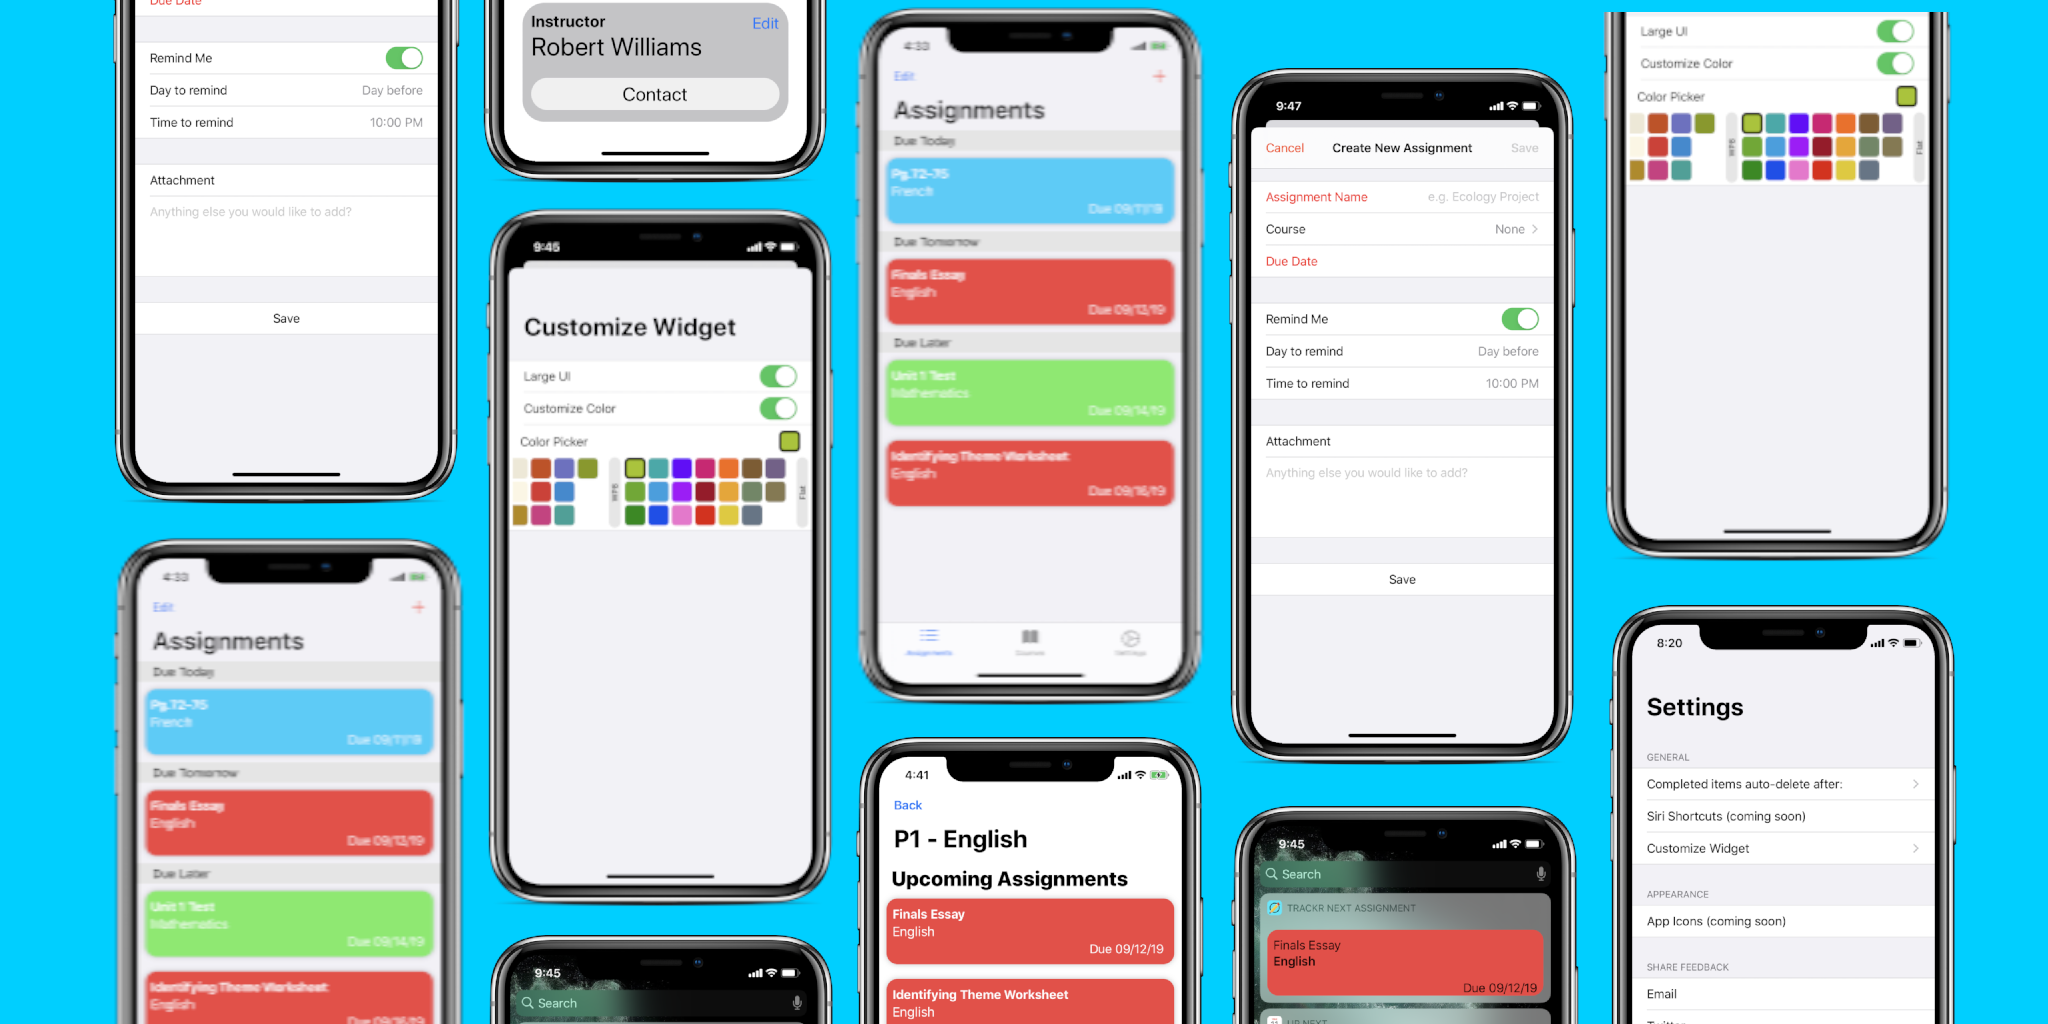 Due Date
Remind Me
Day to remind
Day before
Time to remind
10:00 PM
Attachment
Anything else you would like to add?
Save
4:33
Edit
+
Assignments
Due Today
Pg.72-75
French
Due 09/11/19
Due Tomorrow
Finals Essay
English
Due 09/12/19
Due Later
Unit 1 Test
Mathematics
Due 09/14/19
Identifying Theme Worksheet
English
Due 09/16/19
Instructor
Edit
Robert Williams
Contact
9:45
Customize Widget
Large UI
Customize Color
Color Picker
Flat
9:45
Search
4:33
Edit
+
Assignments
Due Today
Pg.72-75
French
Due 09/11/19
Due Tomorrow
Finals Essay
English
Due 09/12/19
Due Later
Unit 1 Test
Mathematics
Due 09/14/19
Identifying Theme Worksheet
English
Due 09/16/19
Assignments
Courses
Settings
4:41
Back
P1 - English
Upcoming Assignments
Finals Essay
English
Due 09/12/19
Identifying Theme Worksheet
English
9:47
Cancel
Create New Assignment
Save
Assignment Name
e.g. Ecology Project
Course
None
Due Date
Remind Me
Day to remind
Day before
Time to remind
10:00 PM
Attachment
Anything else you would like to add?
Save
9:45
Search
TRACKR NEXT ASSIGNMENT
Finals Essay
English
Due 09/12/19
UP NEXT
Large UI
Customize Color
Color Picker
Flat
8:20
Settings
GENERAL
Completed items auto-delete after:
Siri Shortcuts (coming soon)
Customize Widget
APPEARANCE
App Icons (coming soon)
SHARE FEEDBACK
Email
Twitter